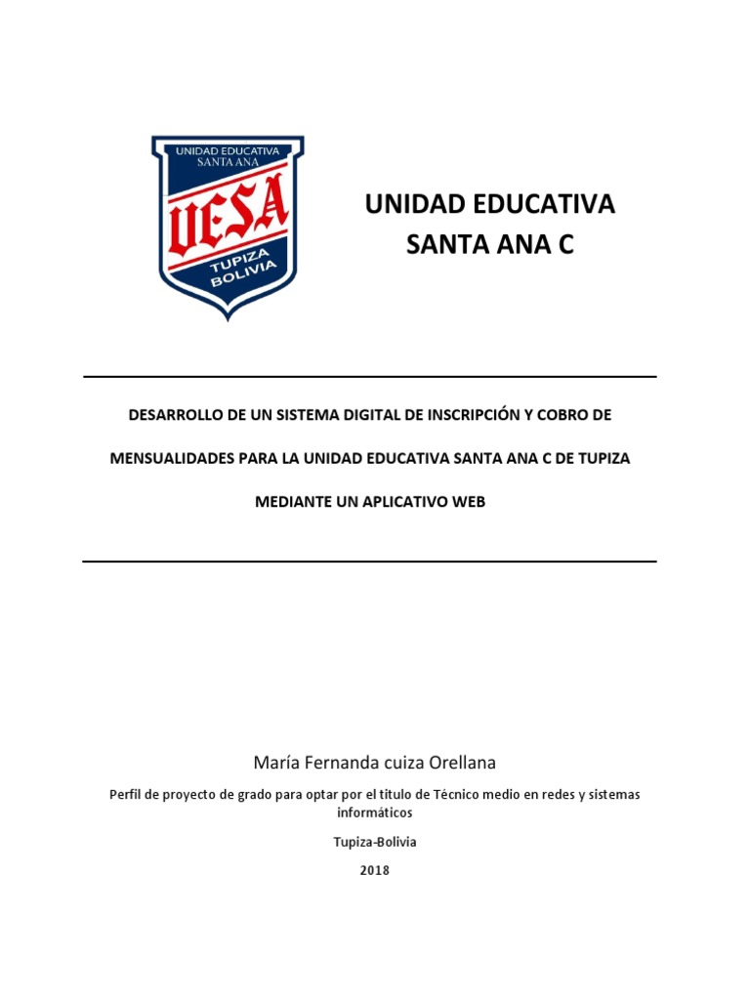 UNIDAD EDUCATIVA
SANTA ANA
UESA
TUPIZA
BOLIVIA
UNIDAD EDUCATIVA
SANTA ANA C
DESARROLLO DE UN SISTEMA DIGITAL DE INSCRIPCIÓN Y COBRO DE
MENSUALIDADES PARA LA UNIDAD EDUCATIVA SANTA ANA C DE TUPIZA
MEDIANTE UN APLICATIVO WEB
María Fernanda cuiza Orellana
Perfil de proyecto de grado para optar por el titulo de Técnico medio en redes y sistemas
informáticos
Tupiza-Bolivia
2018